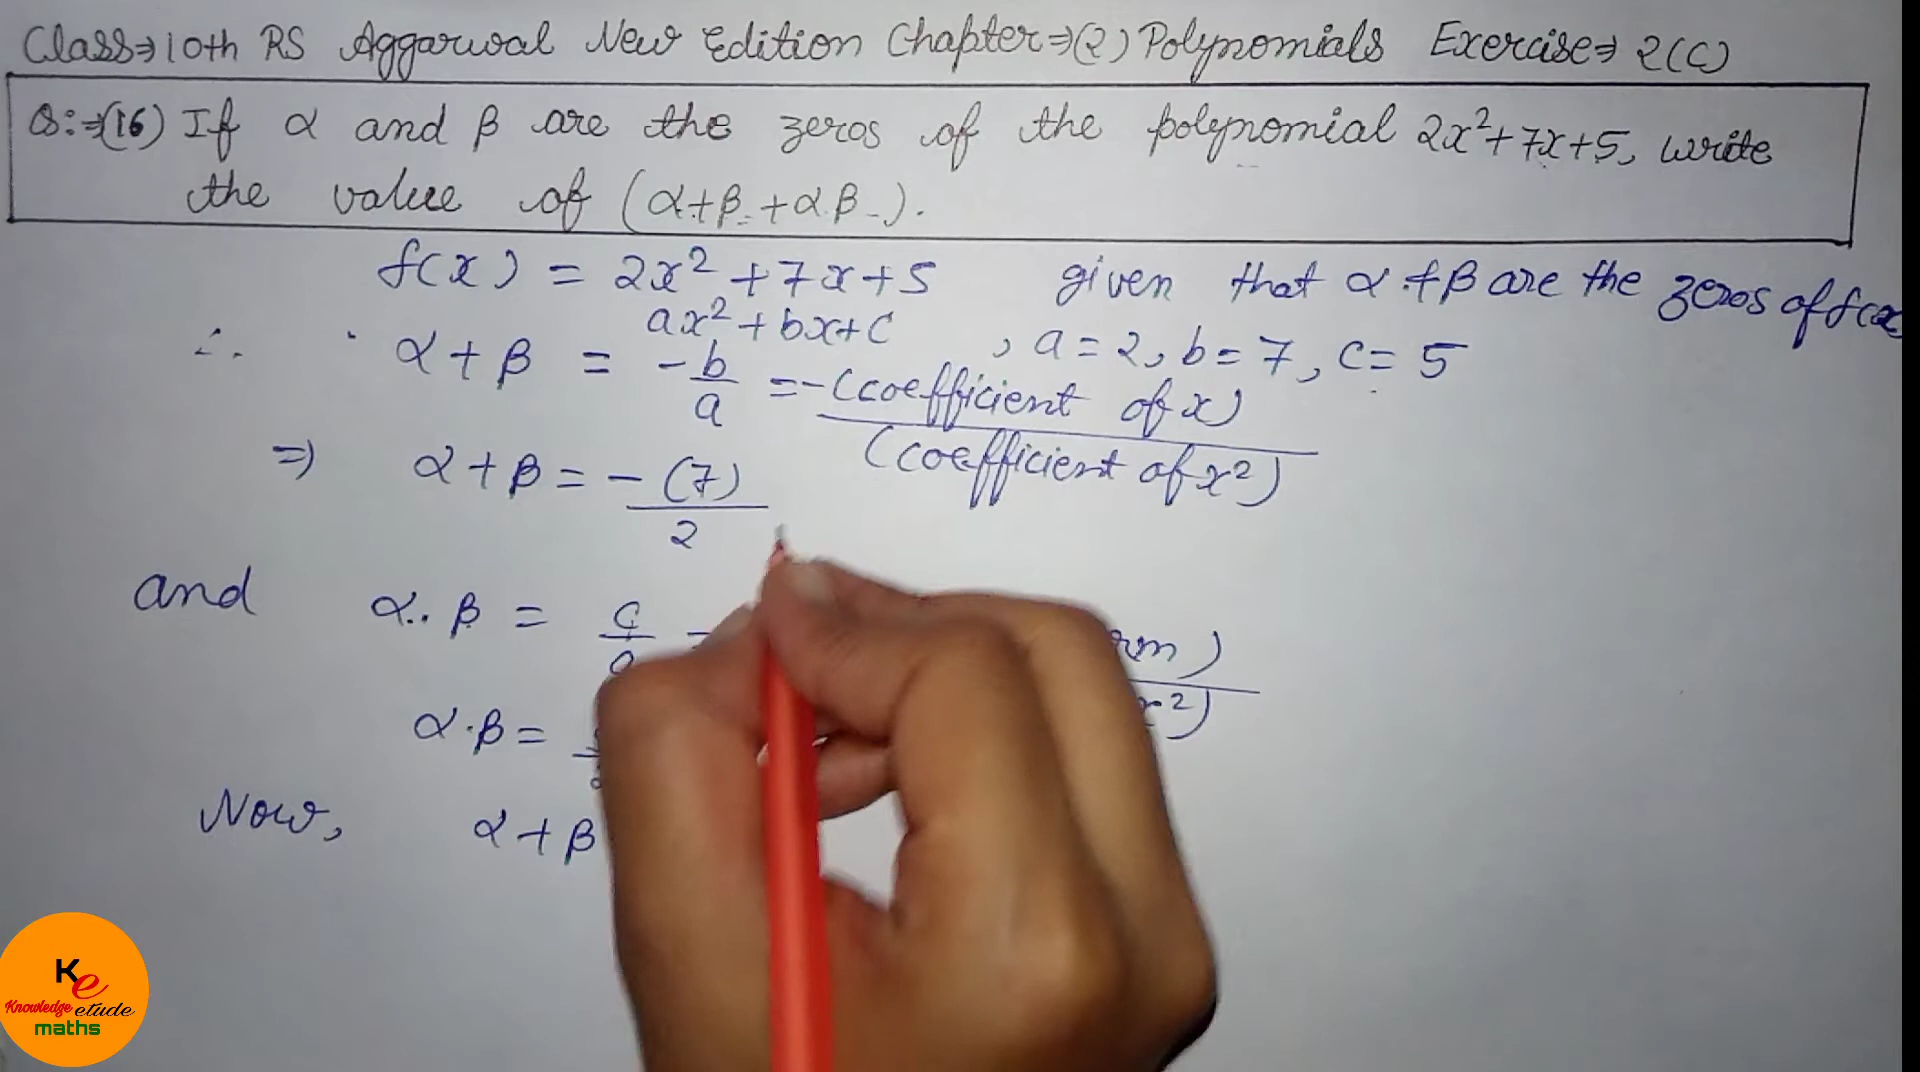 Class⇒10th RS Aggarwal New Edition Chapter⇒(2) Polynomials Exercise⇒ 2(C)
Q:⇒(16) If α and β are the zeros of the polynomial 2x²+7x+5, write
the value of (α+β+αβ).
f(x) = 2x²+7x+5 given that α & β are the zeros of f(x
ax²+bx+c , a=2, b=7, c=5
∴ α+β = -b/a = -(coefficient of x)/(coefficient of x²)
⇒ α+β = -(7)/2
and α.β = c/a =
α.β =
Now, α+β
Ke
Knowledge etude
maths